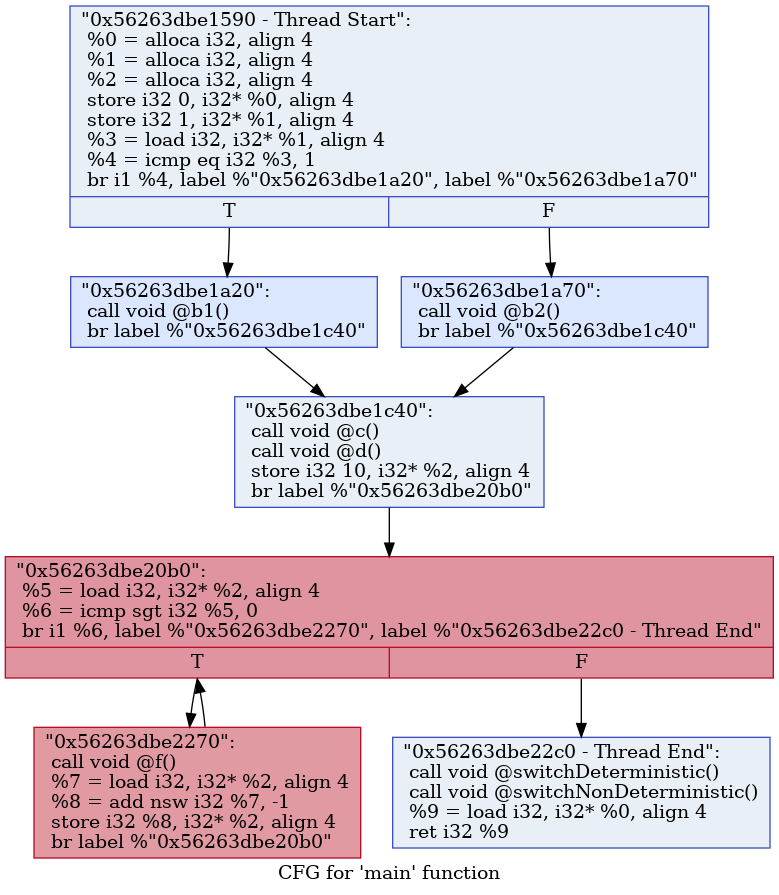 "0x56263dbe1590 - Thread Start":
%0 = alloca i32, align 4
%1 = alloca i32, align 4
%2 = alloca i32, align 4
store i32 0, i32* %0, align 4
store i32 1, i32* %1, align 4
%3 = load i32, i32* %1, align 4
%4 = icmp eq i32 %3, 1
br i1 %4, label %"0x56263dbe1a20", label %"0x56263dbe1a70"
T
F
"0x56263dbe1a20":
call void @b1()
br label %"0x56263dbe1c40"
"0x56263dbe1a70":
call void @b2()
br label %"0x56263dbe1c40"
"0x56263dbe1c40":
call void @c()
call void @d()
store i32 10, i32* %2, align 4
br label %"0x56263dbe20b0"
"0x56263dbe20b0":
%5 = load i32, i32* %2, align 4
%6 = icmp sgt i32 %5, 0
br i1 %6, label %"0x56263dbe2270", label %"0x56263dbe22c0 - Thread End"
T
F
"0x56263dbe2270":
call void @f()
%7 = load i32, i32* %2, align 4
%8 = add nsw i32 %7, -1
store i32 %8, i32* %2, align 4
br label %"0x56263dbe20b0"
"0x56263dbe22c0 - Thread End":
call void @switchDeterministic()
call void @switchNonDeterministic()
%9 = load i32, i32* %0, align 4
ret i32 %9
CFG for 'main' function